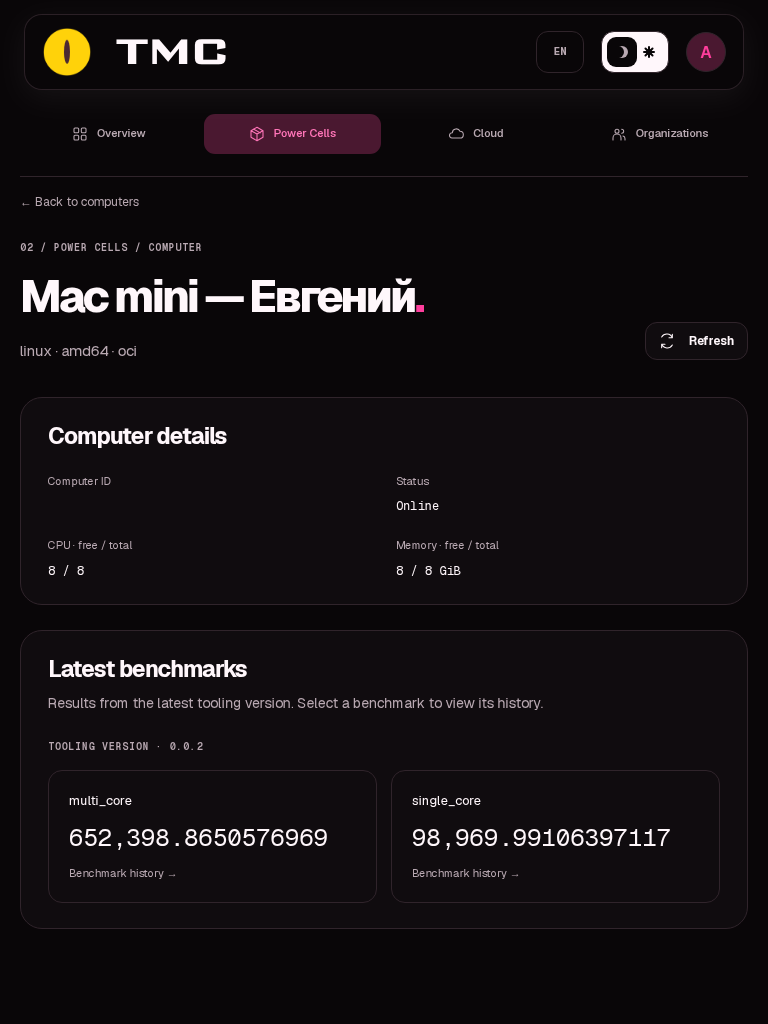 TMC
EN
A
Overview
Power Cells
Cloud
Organizations
← Back to computers
02 / POWER CELLS / COMPUTER
Mac mini — Евгений.
linux · amd64 · oci
Refresh
Computer details
Computer ID
Status
Online
CPU · free / total
Memory · free / total
8 / 8
8 / 8 GiB
Latest benchmarks
Results from the latest tooling version. Select a benchmark to view its history.
TOOLING VERSION · 0.0.2
multi_core
652,398.8650576969
Benchmark history →
single_core
98,969.99106397117
Benchmark history →